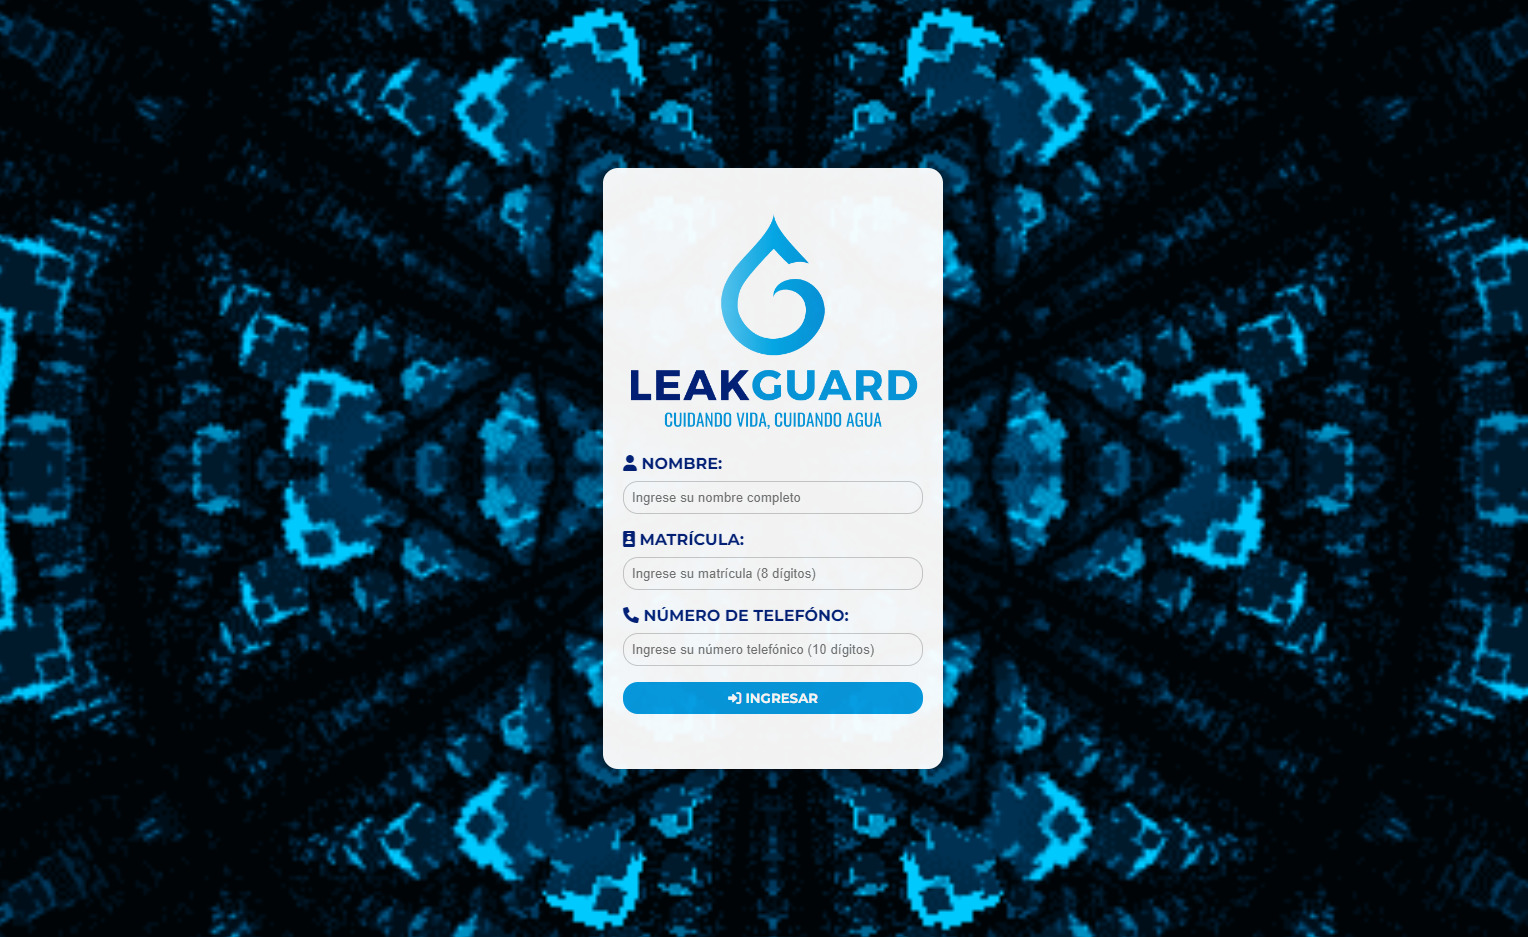 LEAKGUARD
CUIDANDO VIDA, CUIDANDO AGUA
NOMBRE:
Ingrese su nombre completo
MATRÍCULA:
Ingrese su matrícula (8 dígitos)
NÚMERO DE TELEFÓNO:
Ingrese su número telefónico (10 dígitos)
INGRESAR